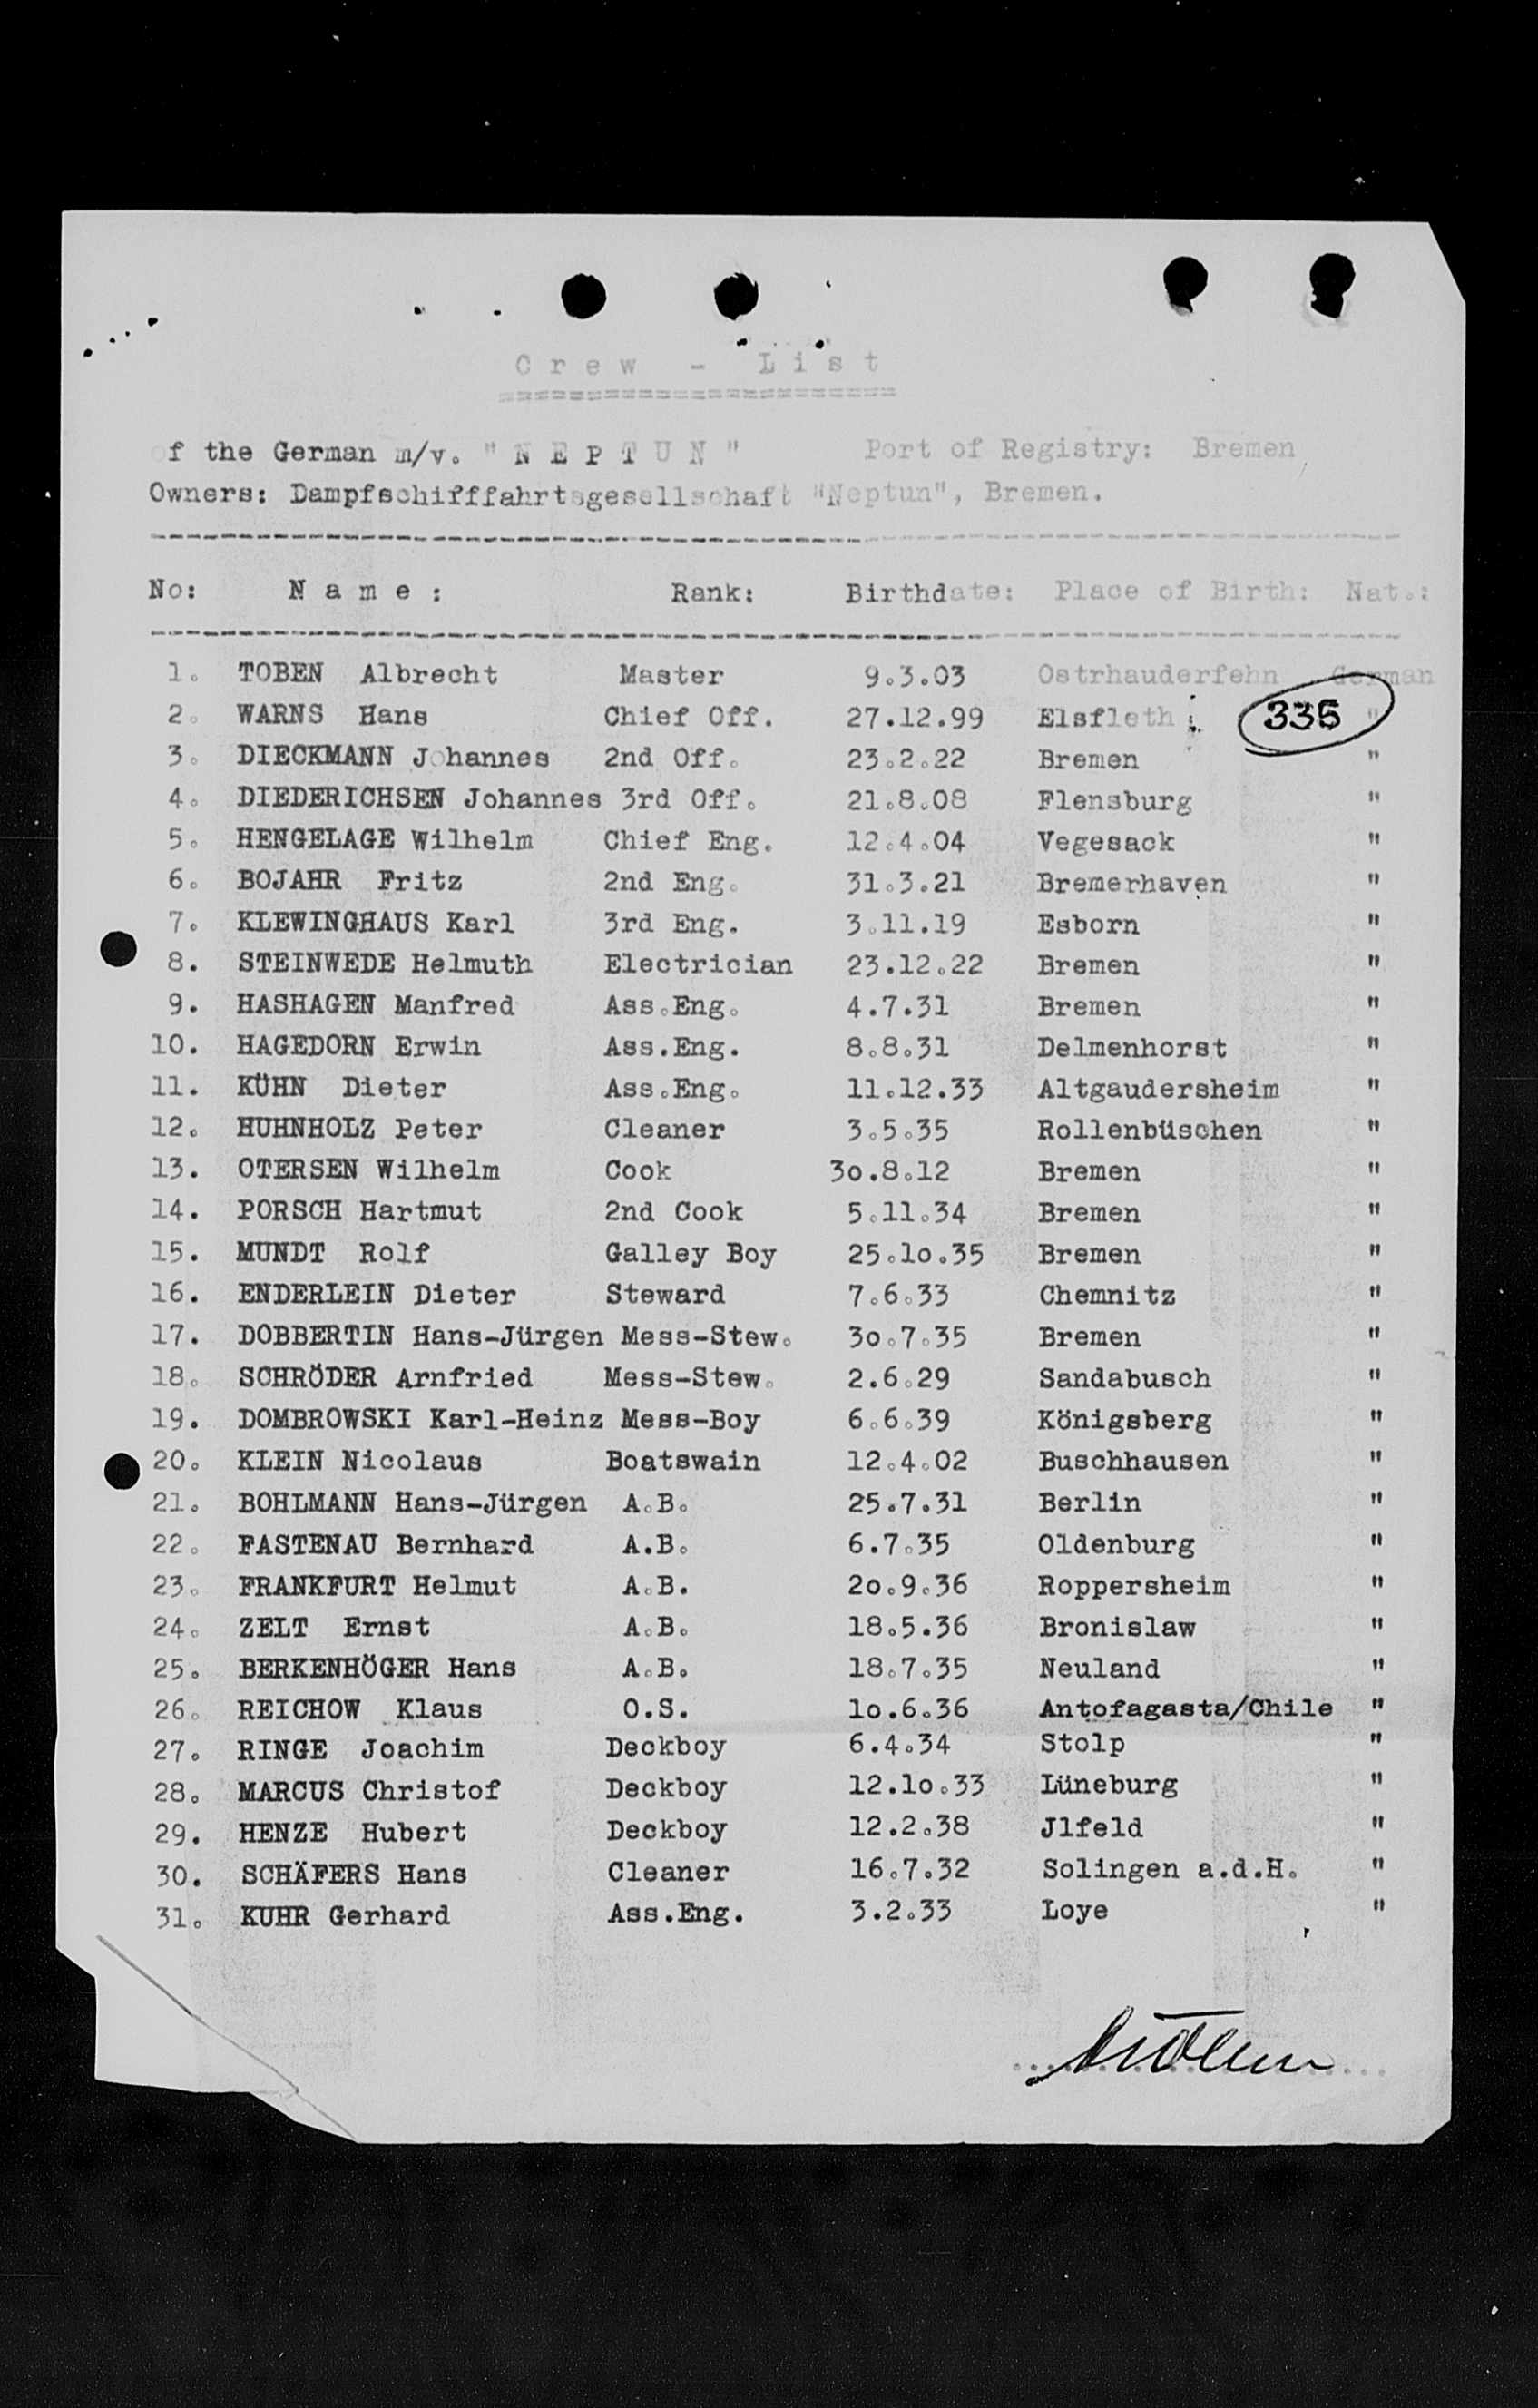 Crew - List
of the German m/v. "NEPTUN" Port of Registry: Bremen
Owners: Dampfschifffahrtsgesellschaft "Neptun", Bremen.
No: Name: Rank: Birthdate: Place of Birth: Nat.:
1. TOBEN Albrecht Master 9.3.03 Ostrhauderfehn German
2. WARNS Hans Chief Off. 27.12.99 Elsfleth "
335
3. DIECKMANN Johannes 2nd Off. 23.2.22 Bremen "
4. DIEDERICHSEN Johannes 3rd Off. 21.8.08 Flensburg "
5. HENGELAGE Wilhelm Chief Eng. 12.4.04 Vegesack "
6. BOJAHR Fritz 2nd Eng. 31.3.21 Bremerhaven "
7. KLEWINGHAUS Karl 3rd Eng. 3.11.19 Esborn "
8. STEINWEDE Helmuth Electrician 23.12.22 Bremen "
9. HASHAGEN Manfred Ass.Eng. 4.7.31 Bremen "
10. HAGEDORN Erwin Ass.Eng. 8.8.31 Delmenhorst "
11. KÜHN Dieter Ass.Eng. 11.12.33 Altgaudersheim "
12. HUHNHOLZ Peter Cleaner 3.5.35 Rollenbüschen "
13. OTERSEN Wilhelm Cook 3o.8.12 Bremen "
14. PORSCH Hartmut 2nd Cook 5.11.34 Bremen "
15. MUNDT Rolf Galley Boy 25.1o.35 Bremen "
16. ENDERLEIN Dieter Steward 7.6.33 Chemnitz "
17. DOBBERTIN Hans-Jürgen Mess-Stew. 3o.7.35 Bremen "
18. SCHRÖDER Arnfried Mess-Stew. 2.6.29 Sandabusch "
19. DOMBROWSKI Karl-Heinz Mess-Boy 6.6.39 Königsberg "
20. KLEIN Nicolaus Boatswain 12.4.02 Buschhausen "
21. BOHLMANN Hans-Jürgen A.B. 25.7.31 Berlin "
22. FASTENAU Bernhard A.B. 6.7.35 Oldenburg "
23. FRANKFURT Helmut A.B. 2o.9.36 Roppersheim "
24. ZELT Ernst A.B. 18.5.36 Bronislaw "
25. BERKENHÖGER Hans A.B. 18.7.35 Neuland "
26. REICHOW Klaus O.S. 1o.6.36 Antofagasta/Chile "
27. RINGE Joachim Deckboy 6.4.34 Stolp "
28. MARCUS Christof Deckboy 12.1o.33 Lüneburg "
29. HENZE Hubert Deckboy 12.2.38 Jlfeld "
30. SCHÄFERS Hans Cleaner 16.7.32 Solingen a.d.H. "
31. KUHR Gerhard Ass.Eng. 3.2.33 Loye "